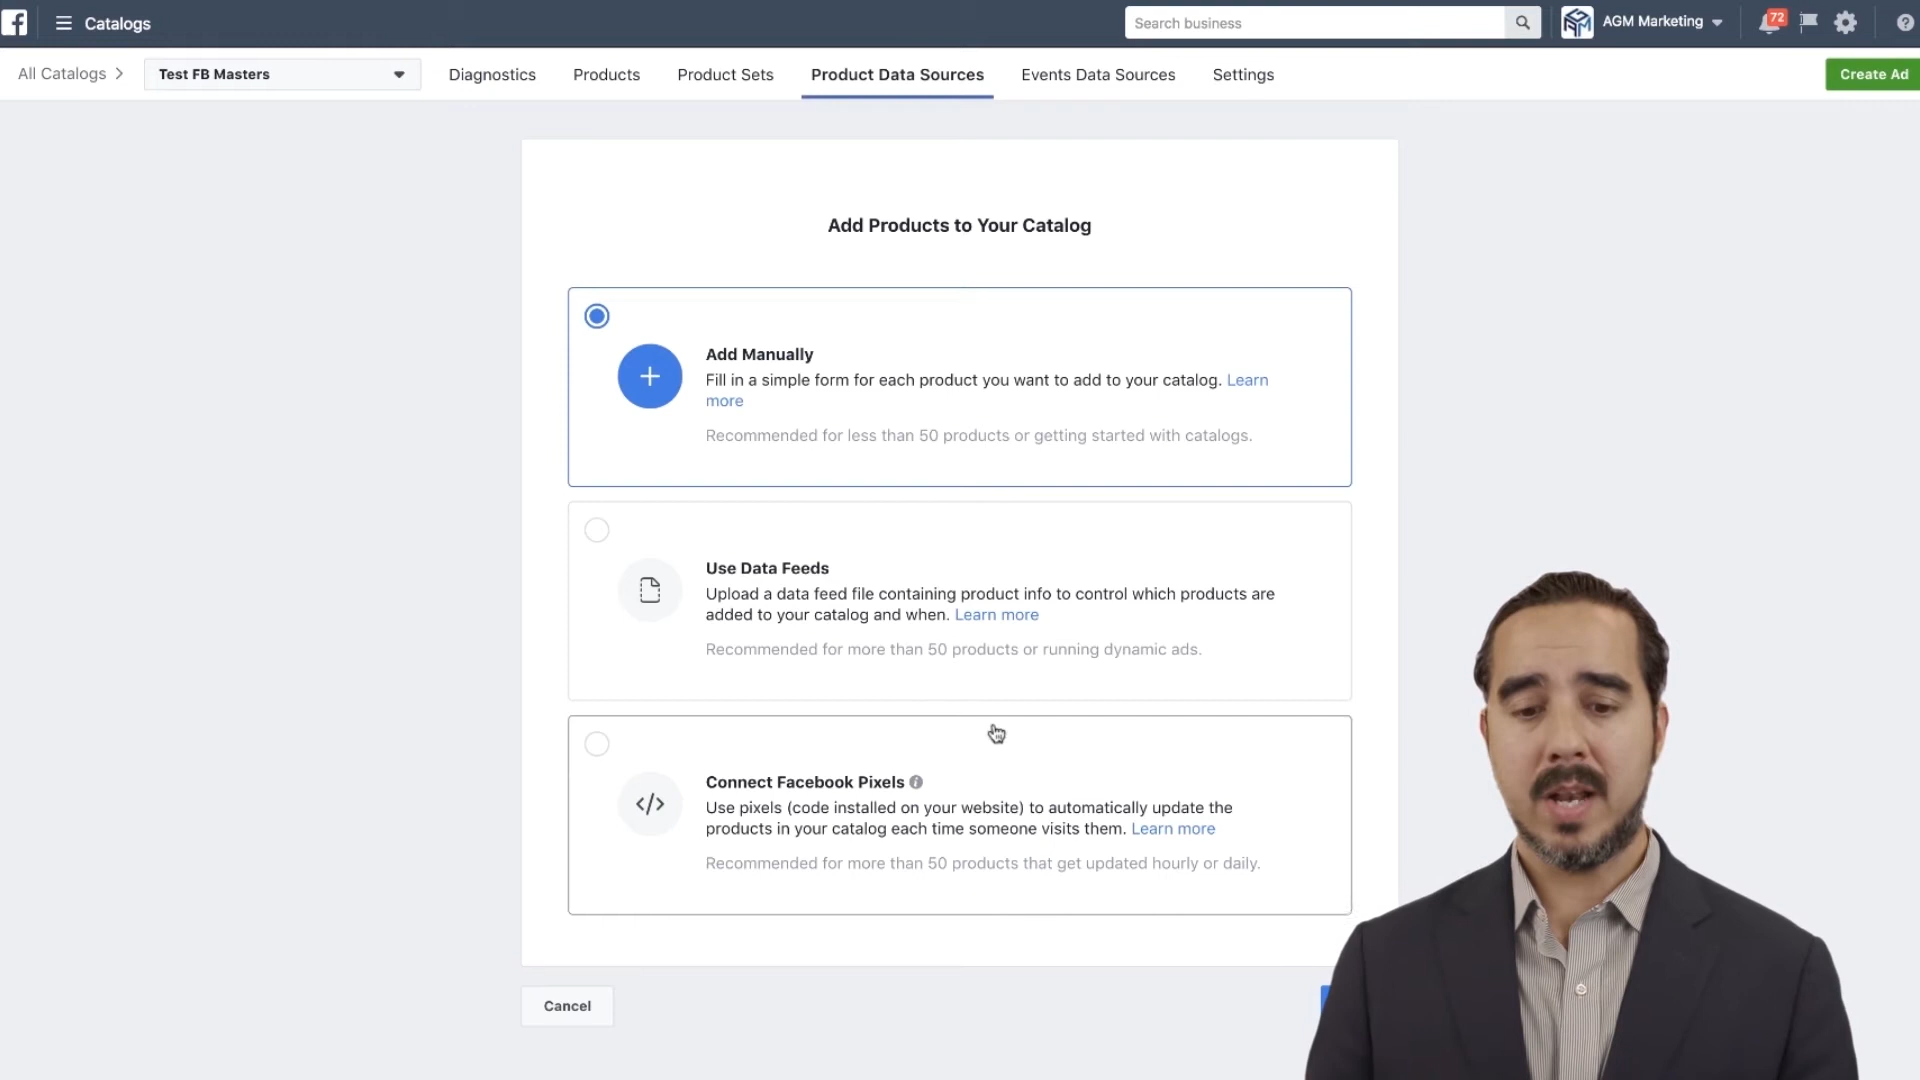 Catalogs
Search business
AGM Marketing
72
All Catalogs
Test FB Masters
Diagnostics
Products
Product Sets
Product Data Sources
Events Data Sources
Settings
Create Ad
Add Products to Your Catalog
Add Manually
Fill in a simple form for each product you want to add to your catalog. Learn
more
Recommended for less than 50 products or getting started with catalogs.
Use Data Feeds
Upload a data feed file containing product info to control which products are
added to your catalog and when. Learn more
Recommended for more than 50 products or running dynamic ads.
</>
Connect Facebook Pixels
Use pixels (code installed on your website) to automatically update the
products in your catalog each time someone visits them. Learn more
Recommended for more than 50 products that get updated hourly or daily.
Cancel